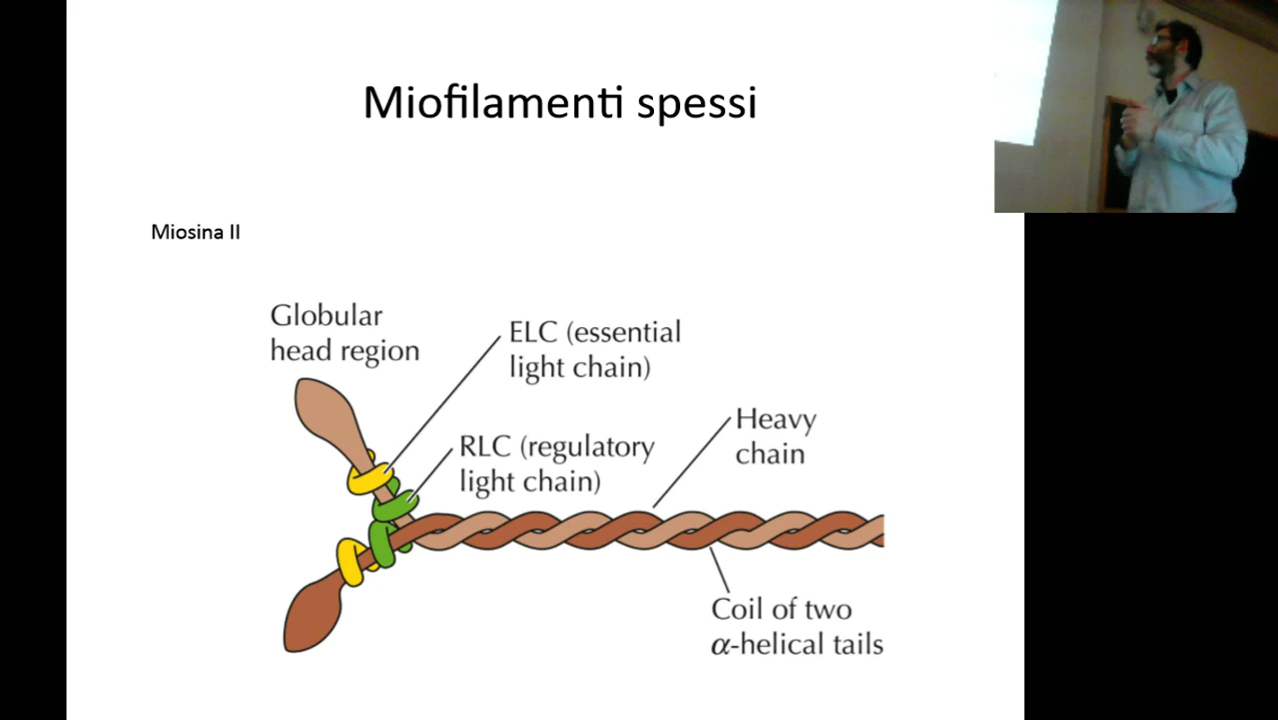 Miofilamenti spessi
Miosina II
Globular
head region
ELC (essential
light chain)
RLC (regulatory
light chain)
Heavy
chain
Coil of two
α-helical tails